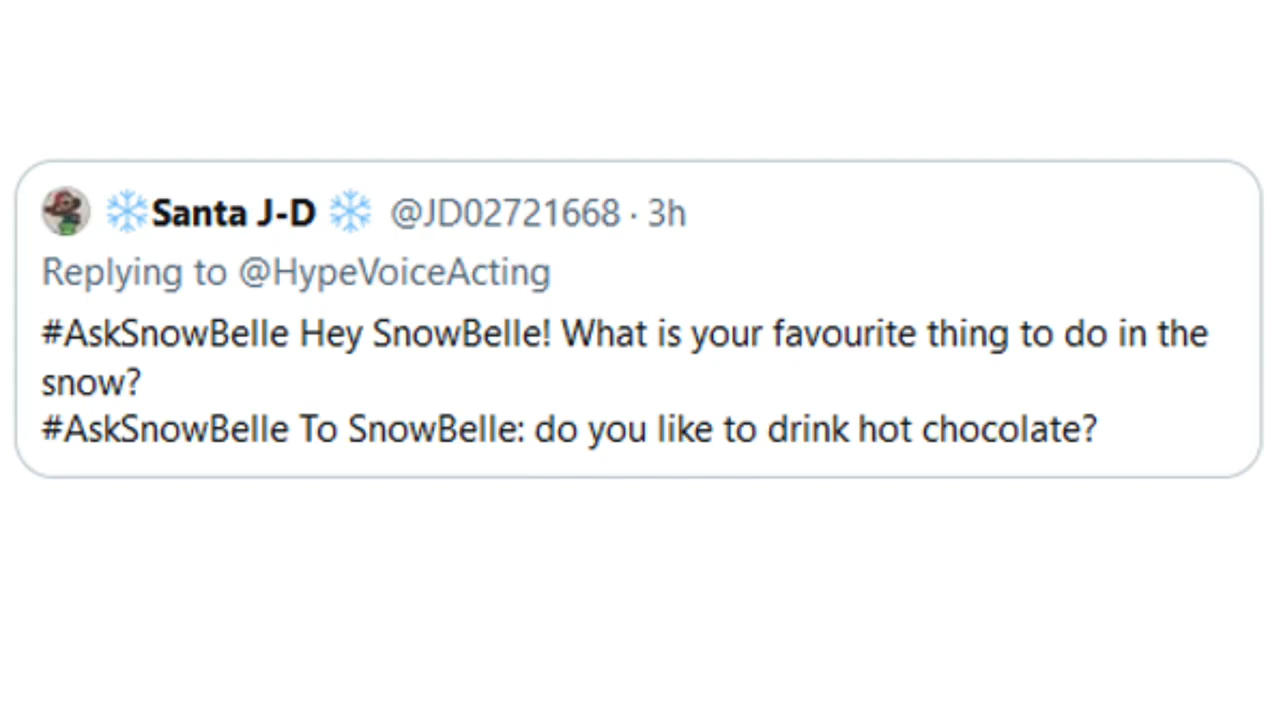 ❄️Santa J-D ❄️ @JD02721668 · 3h
Replying to @HypeVoiceActing
#AskSnowBelle Hey SnowBelle! What is your favourite thing to do in the
snow?
#AskSnowBelle To SnowBelle: do you like to drink hot chocolate?